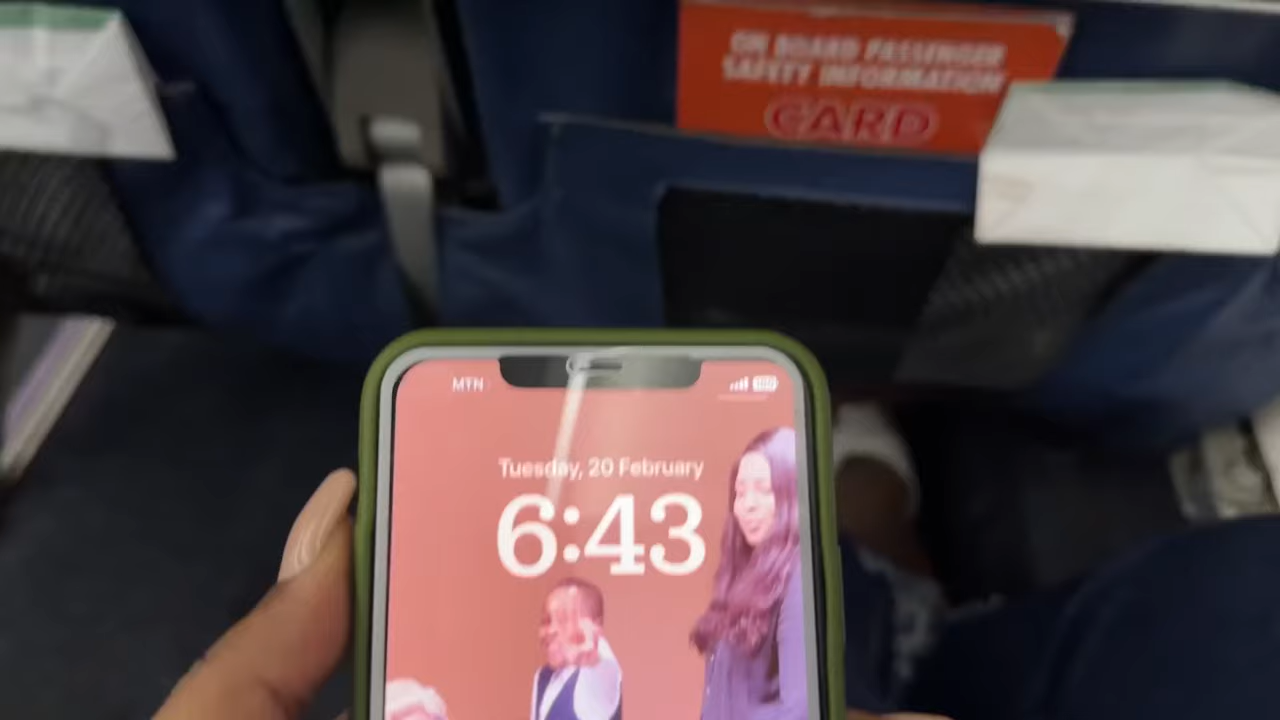 ON BOARD PASSENGER
SAFETY INFORMATION
CARD
MTN
Tuesday, 20 February
6:43